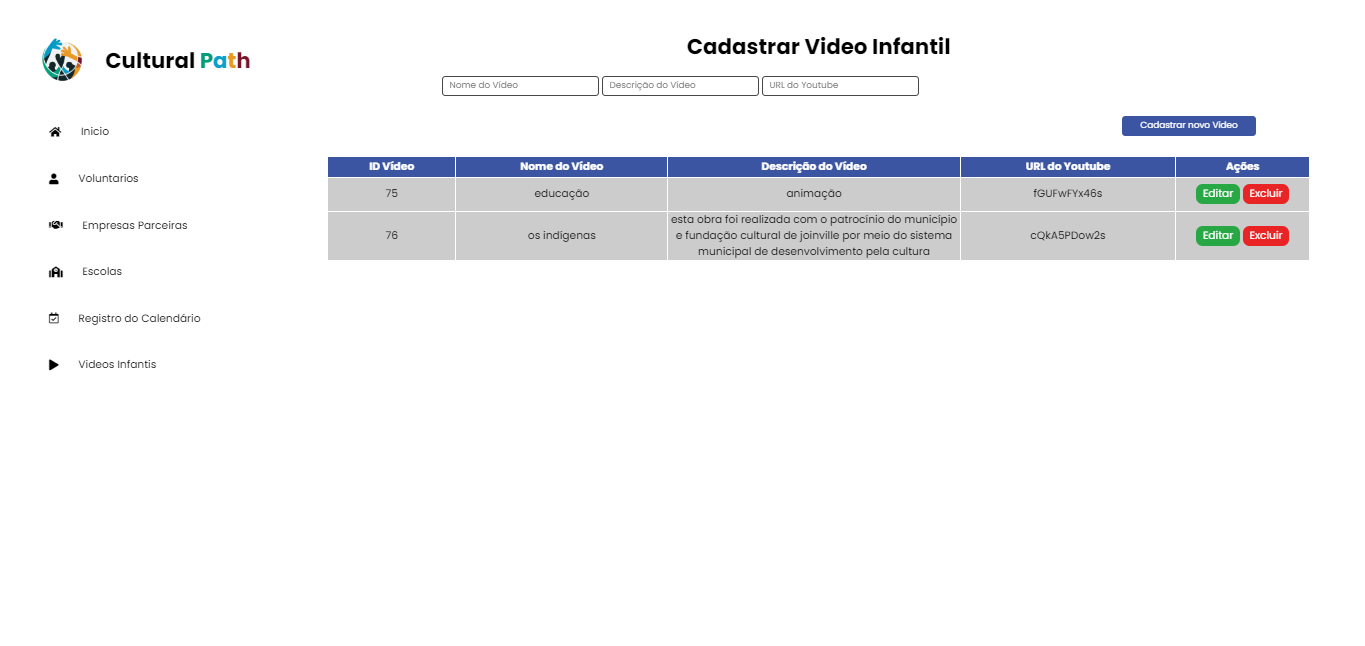 Cultural Path
Inicio
Voluntarios
Empresas Parceiras
Escolas
Registro do Calendário
Videos Infantis
Cadastrar Video Infantil
Nome do Vídeo Descrição do Vídeo URL do Youtube
Cadastrar novo Vídeo
ID Vídeo Nome do Vídeo Descrição do Vídeo URL do Youtube Ações
75 educação animação fGUFwFYx46s Editar Excluir
esta obra foi realizada com o patrocínio do município
76 os indígenas e fundação cultural de joinville por meio do sistema cQkA5PDow2s Editar Excluir
municipal de desenvolvimento pela cultura